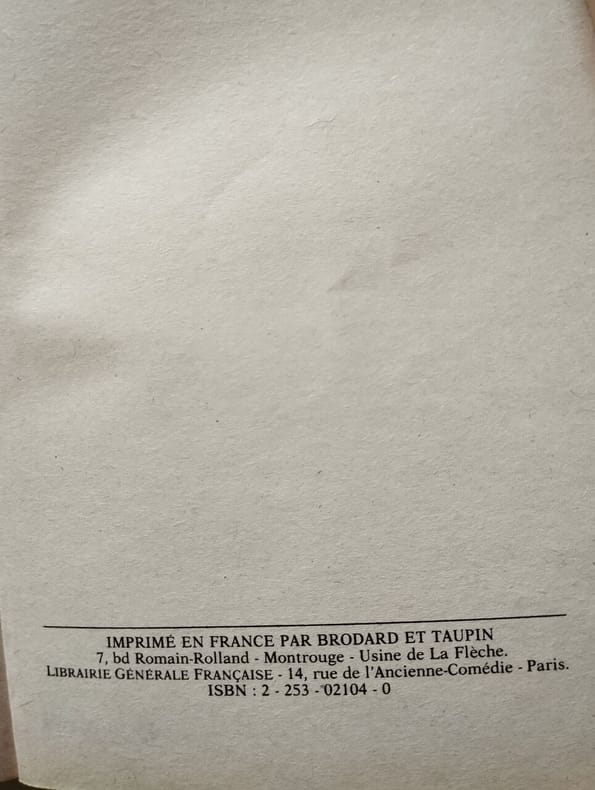 IMPRIMÉ EN FRANCE PAR BRODARD ET TAUPIN
7, bd Romain-Rolland - Montrouge - Usine de La Flèche.
LIBRAIRIE GÉNÉRALE FRANÇAISE - 14, rue de l'Ancienne-Comédie - Paris.
ISBN : 2 - 253 - 02104 - 0